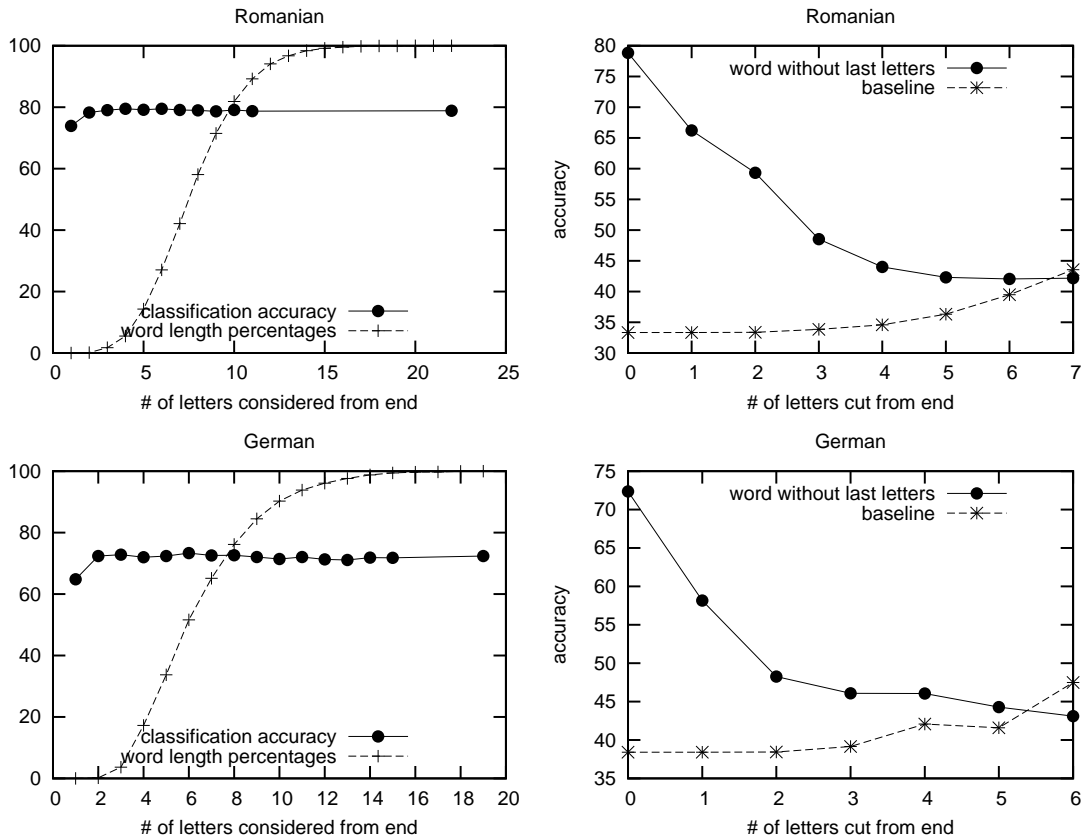 Romanian
100
80
60
40
20
0
classification accuracy
word length percentages
0 5 10 15 20 25
# of letters considered from end
Romanian
accuracy
80
75
70
65
60
55
50
45
40
35
30
word without last letters
baseline
0 1 2 3 4 5 6 7
# of letters cut from end
German
100
80
60
40
20
0
classification accuracy
word length percentages
0 2 4 6 8 10 12 14 16 18 20
# of letters considered from end
German
accuracy
75
70
65
60
55
50
45
40
35
word without last letters
baseline
0 1 2 3 4 5 6
# of letters cut from end